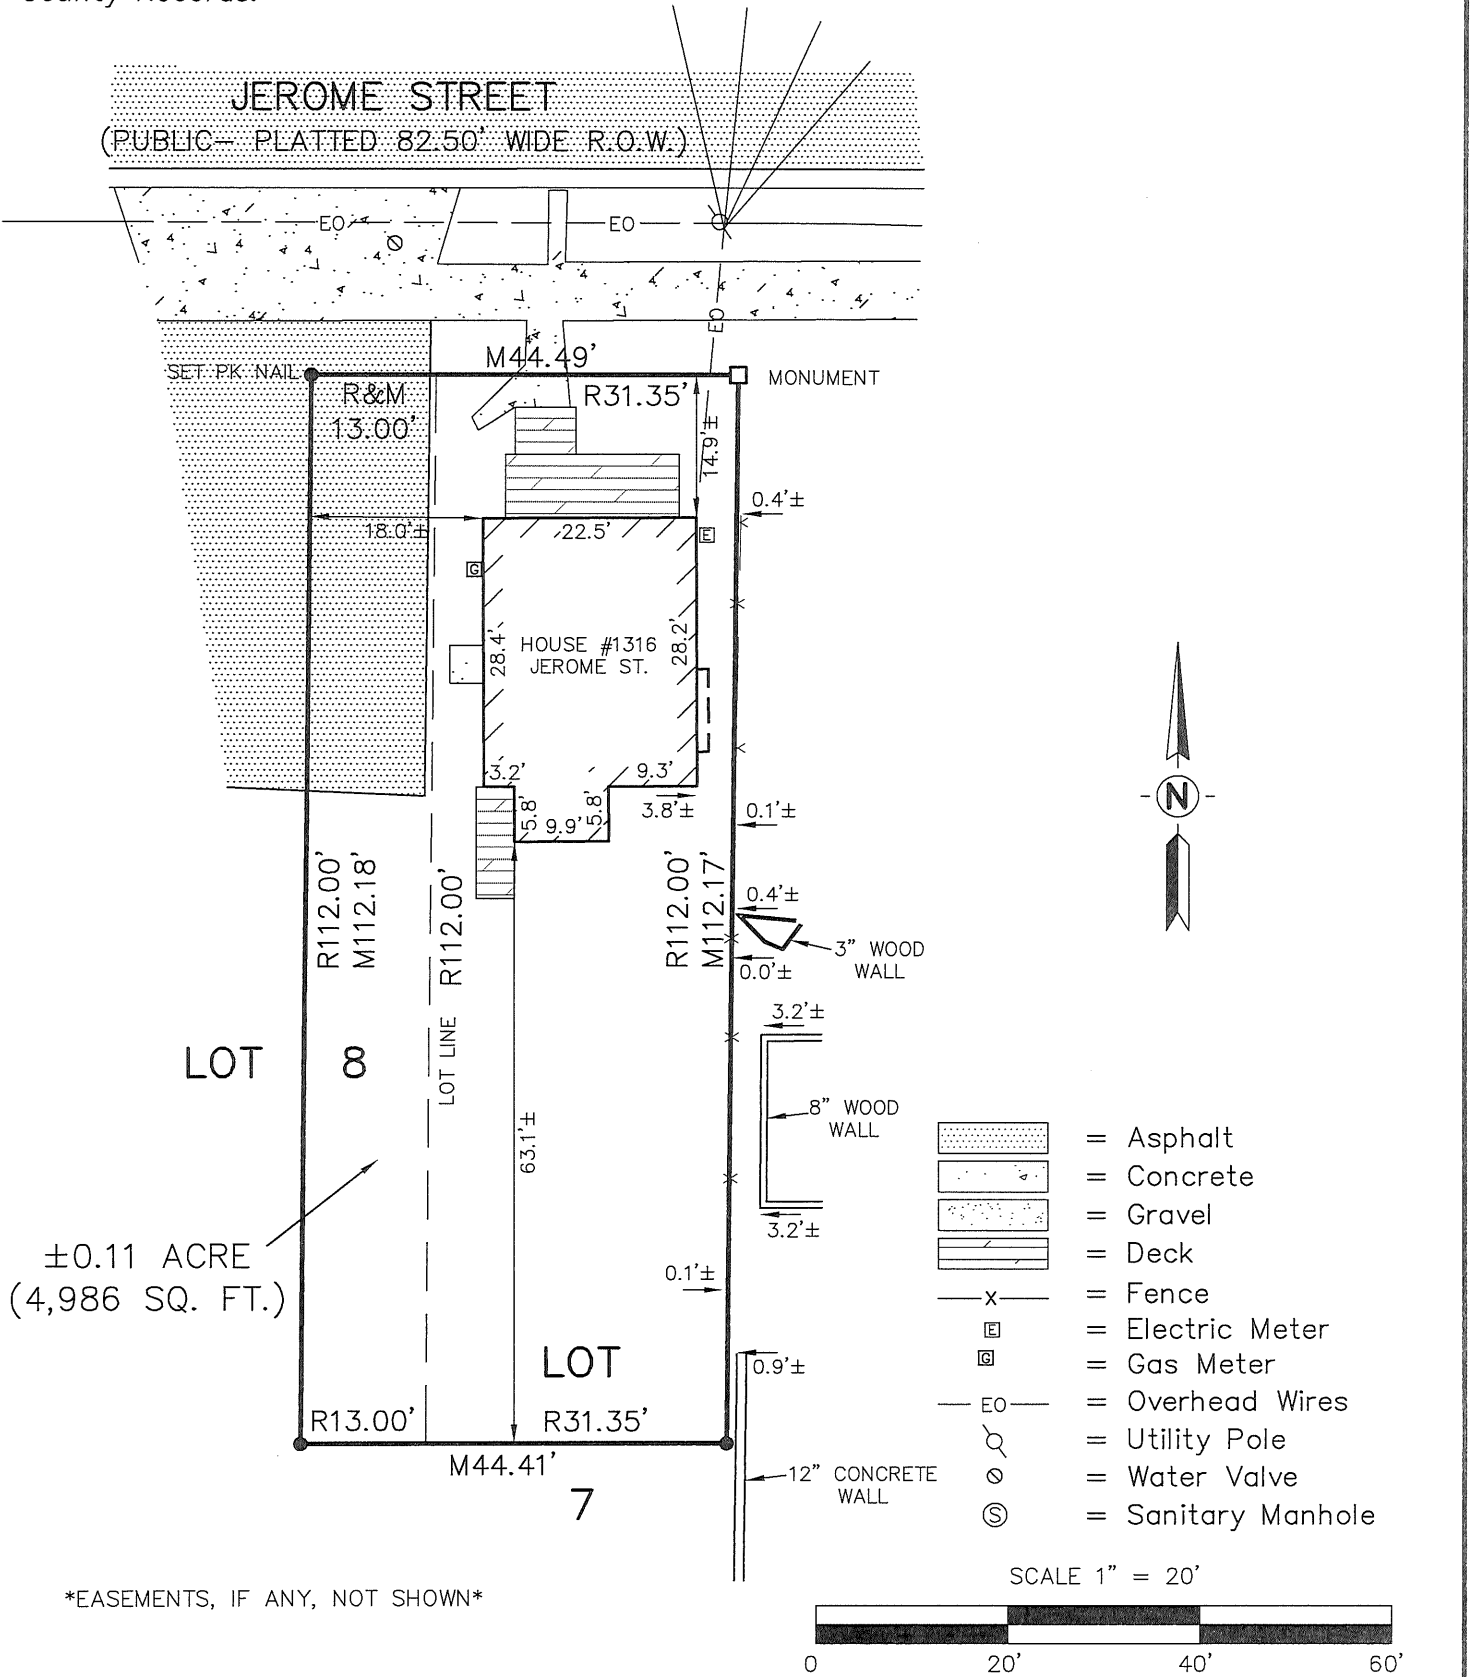 County Records.
JEROME STREET
(PUBLIC– PLATTED 82.50' WIDE R.O.W.)
EO
EO
EO
SET PK NAIL
M44.49'
MONUMENT
R&M
13.00'
R31.35'
14.9'±
0.4'±
18.0'±
22.5'
E
G
28.4'
HOUSE #1316
JEROME ST.
28.2'
3.2'
9.3'
5.8'
9.9'
5.8'
3.8'±
0.1'±
R112.00'
M112.18'
R112.00'
R112.00'
M112.17'
0.4'±
3" WOOD
WALL
0.0'±
3.2'±
LOT 8
LOT LINE
8" WOOD
WALL
63.1'±
3.2'±
±0.11 ACRE
(4,986 SQ. FT.)
0.1'±
LOT
0.9'±
R13.00'
R31.35'
M44.41'
7
12" CONCRETE
WALL
N
= Asphalt
= Concrete
= Gravel
= Deck
X = Fence
E = Electric Meter
G = Gas Meter
EO = Overhead Wires
= Utility Pole
= Water Valve
S = Sanitary Manhole
*EASEMENTS, IF ANY, NOT SHOWN*
SCALE 1" = 20'
0 20' 40' 60'